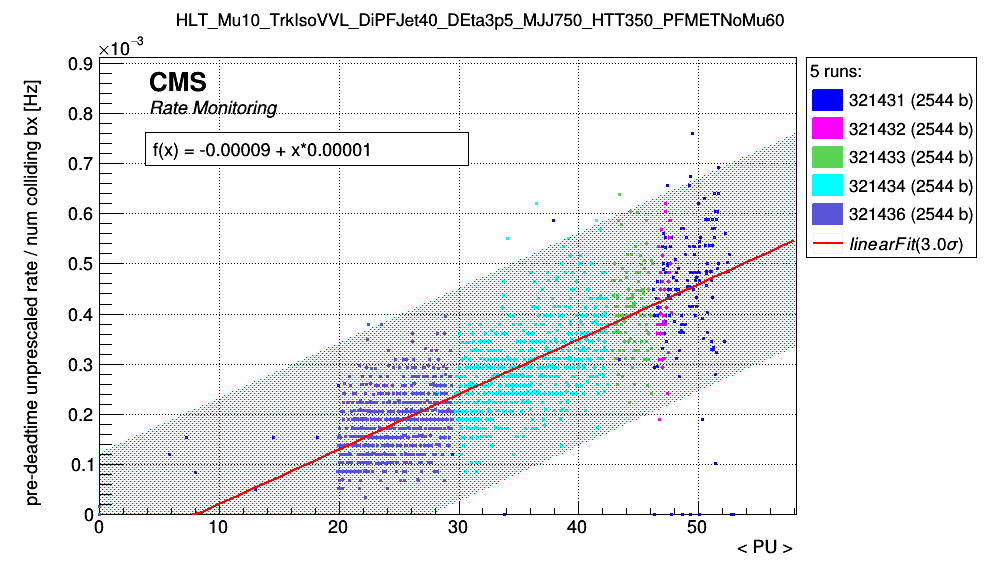 HLT_Mu10_TrkIsoVVL_DiPFJet40_DEta3p5_MJJ750_HTT350_PFMETNoMu60
×10⁻³
pre-deadtime unprescaled rate / num colliding bx [Hz]
0.9
0.8
0.7
0.6
0.5
0.4
0.3
0.2
0.1
0
CMS
Rate Monitoring
f(x) = -0.00009 + x*0.00001
5 runs:
321431 (2544 b)
321432 (2544 b)
321433 (2544 b)
321434 (2544 b)
321436 (2544 b)
linearFit(3.0σ)
0 10 20 30 40 50
< PU >